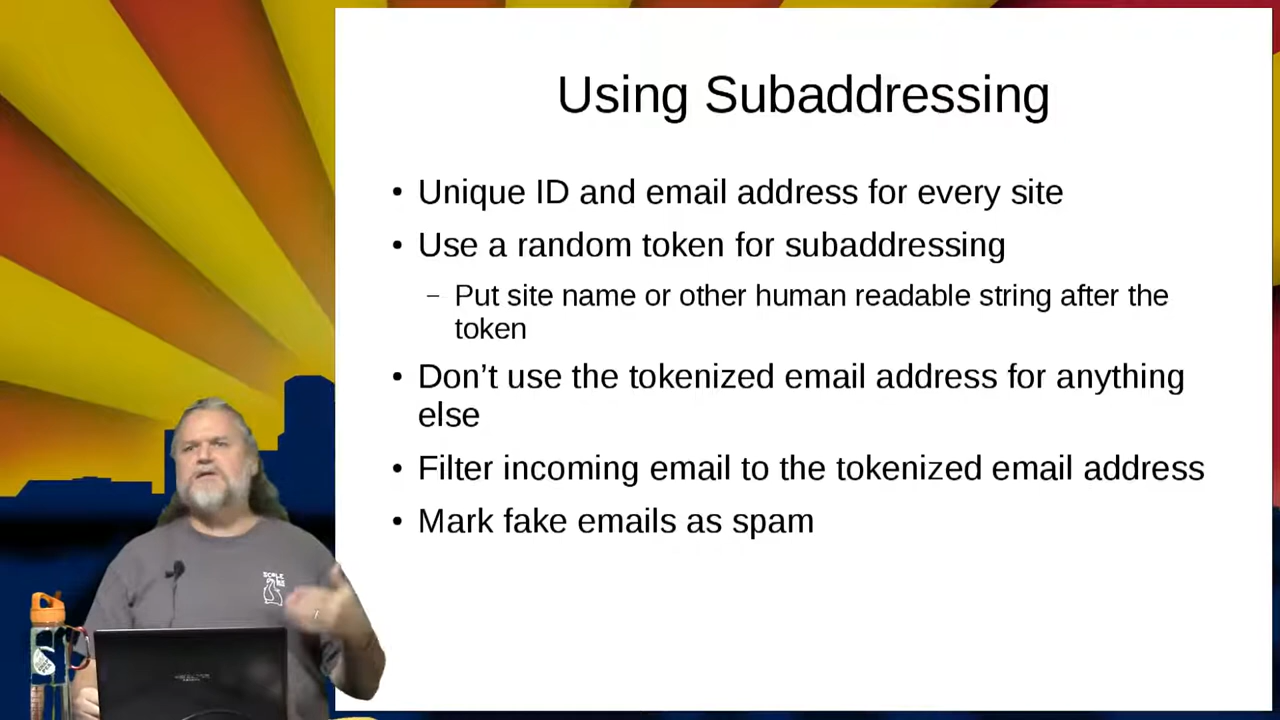 Using Subaddressing
• Unique ID and email address for every site
• Use a random token for subaddressing
– Put site name or other human readable string after the
token
• Don’t use the tokenized email address for anything
else
• Filter incoming email to the tokenized email address
• Mark fake emails as spam